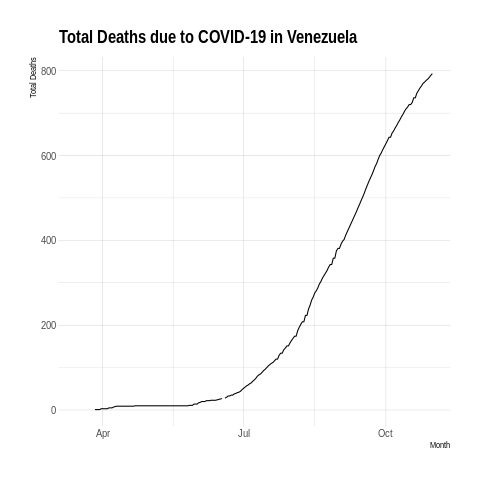 Total Deaths due to COVID-19 in Venezuela
Total Deaths
800
600
400
200
0
Apr
Jul
Oct
Month